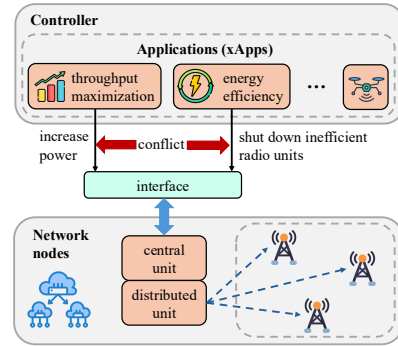 Controller
Applications (xApps)
throughput
maximization
energy
efficiency
...
increase
power
conflict
shut down inefficient
radio units
interface
Network
nodes
central
unit
distributed
unit